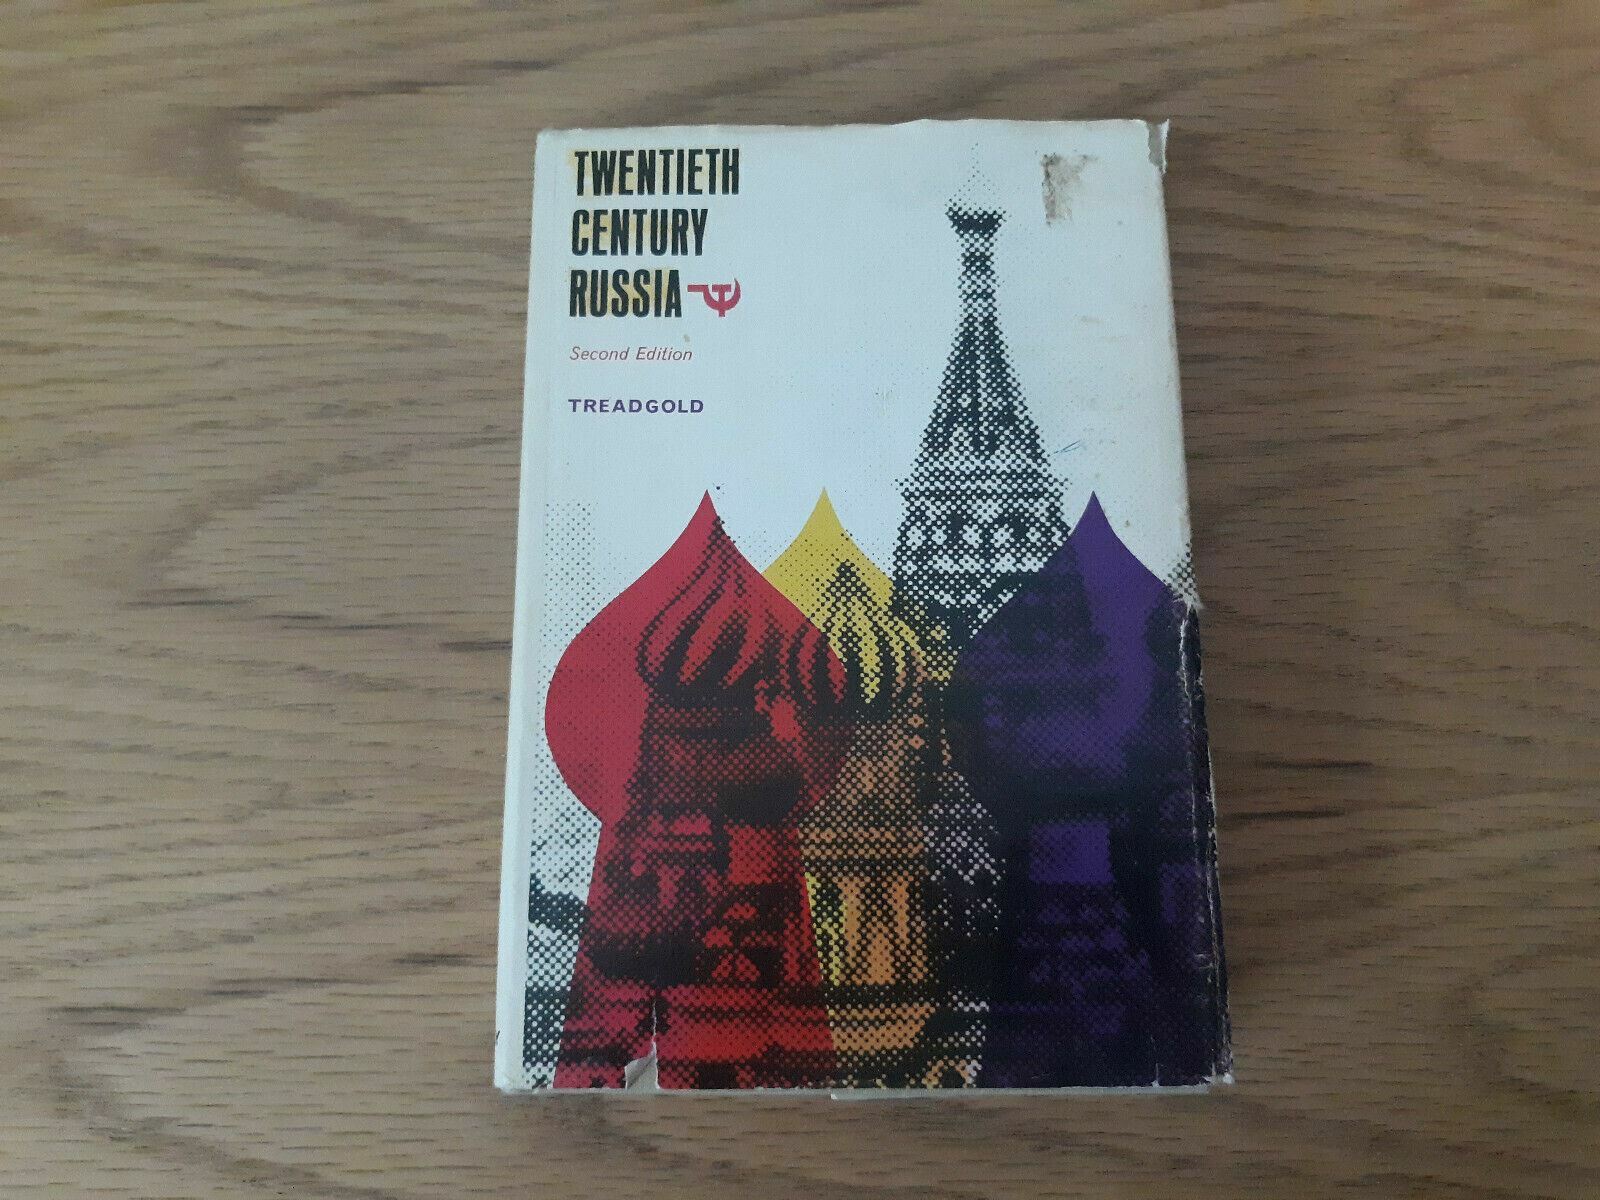 TWENTIETH
CENTURY
RUSSIA
Second Edition
TREADGOLD